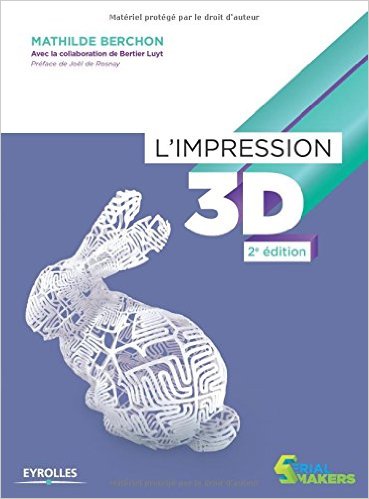 Matériel protégé par le droit d'auteur
MATHILDE BERCHON
Avec la collaboration de Bertier Luyt
Préface de Joël de Rosnay
L'IMPRESSION
3D
2e édition
SERIAL
MAKERS
EYROLLES
Matériel protégé par le droit d'auteur